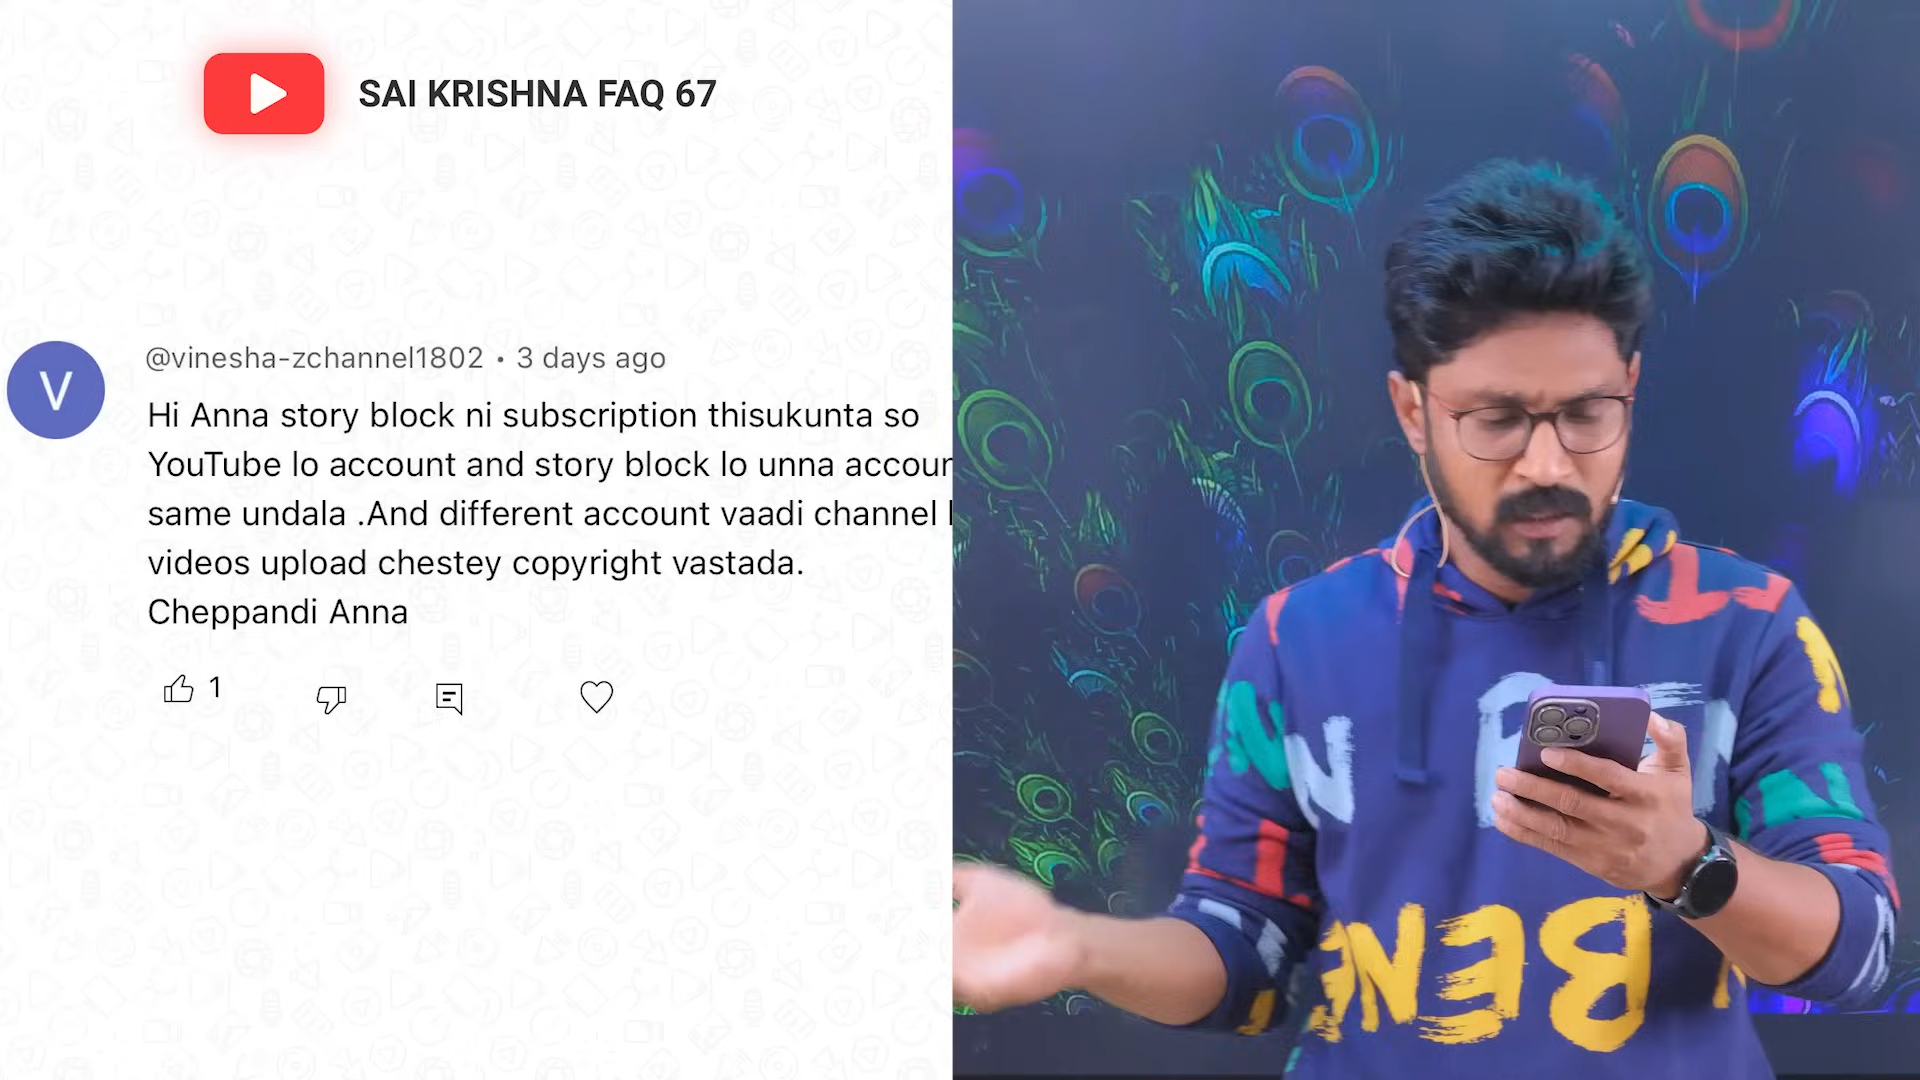 SAI KRISHNA FAQ 67
V
@vinesha-zchannel1802 • 3 days ago
Hi Anna story block ni subscription thisukunta so
YouTube lo account and story block lo unna
same undala .And different account vaadi channel
videos upload chestey copyright vastada.
Cheppandi Anna
1
BENE